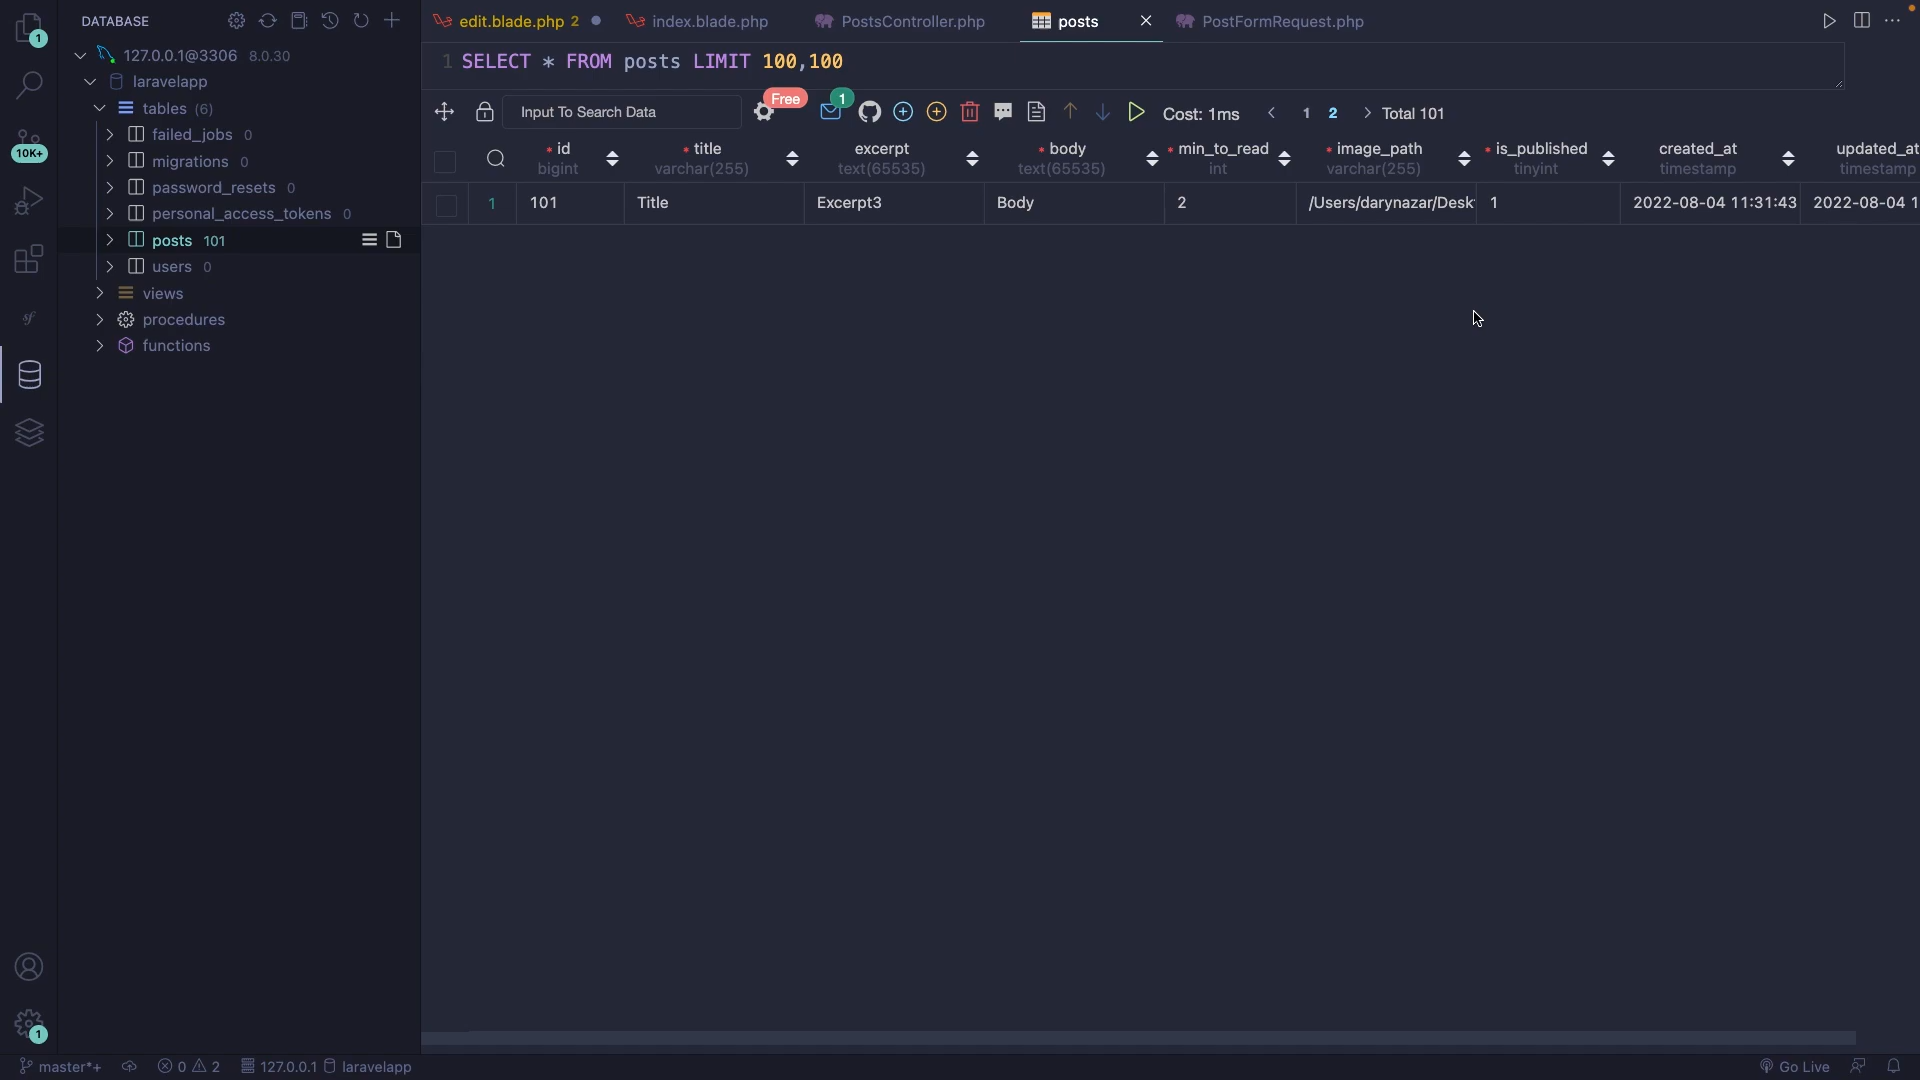 DATABASE
127.0.0.1@3306 8.0.30
laravelapp
tables (6)
failed_jobs 0
migrations 0
password_resets 0
personal_access_tokens 0
posts 101
users 0
views
procedures
functions
1
10K+
sf
1
edit.blade.php 2
index.blade.php
PostsController.php
posts
PostFormRequest.php
1 SELECT * FROM posts LIMIT 100,100
Input To Search Data
Free
1
Cost: 1ms
1 2
Total 101
* id bigint
* title varchar(255)
excerpt text(65535)
* body text(65535)
* min_to_read int
* image_path varchar(255)
* is_published tinyint
created_at timestamp
updated_at timestamp
1 101 Title Excerpt3 Body 2 /Users/darynazar/Desk 1 2022-08-04 11:31:43 2022-08-04 1
master*+ 0 2 127.0.0.1 laravelapp
Go Live